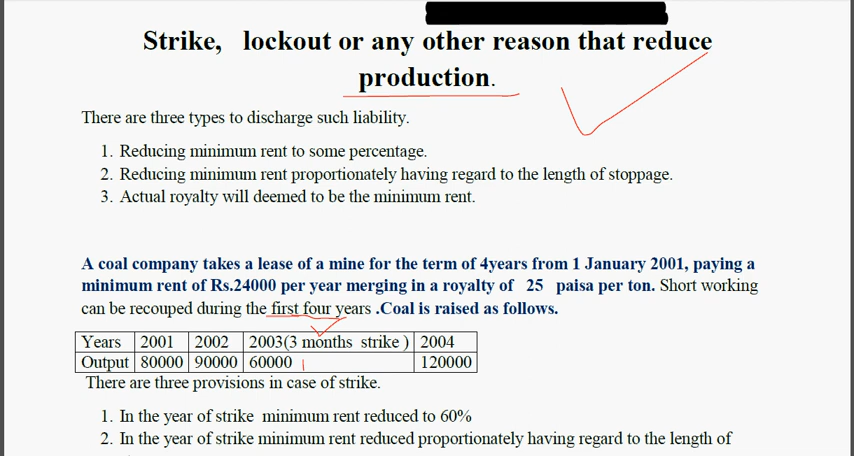 Strike, lockout or any other reason that reduce
production.
There are three types to discharge such liability.
1. Reducing minimum rent to some percentage.
2. Reducing minimum rent proportionately having regard to the length of stoppage.
3. Actual royalty will deemed to be the minimum rent.
A coal company takes a lease of a mine for the term of 4years from 1 January 2001, paying a
minimum rent of Rs.24000 per year merging in a royalty of 25 paisa per ton. Short working
can be recouped during the first four years .Coal is raised as follows.
Years 2001 2002 2003(3 months strike ) 2004
Output 80000 90000 60000 120000
There are three provisions in case of strike.
1. In the year of strike minimum rent reduced to 60%
2. In the year of strike minimum rent reduced proportionately having regard to the length of